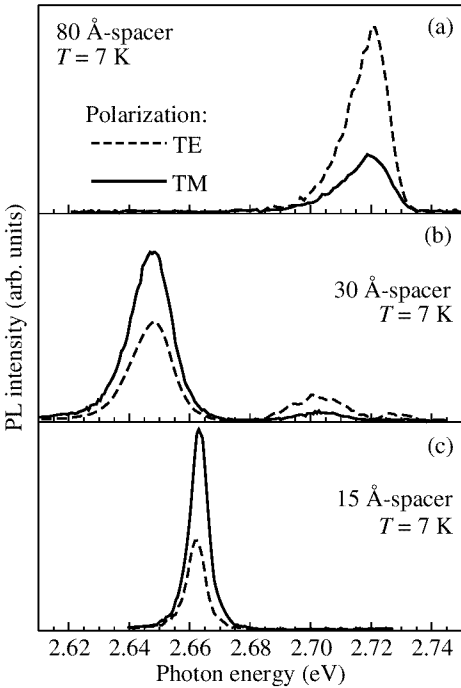 (a)
80 Å-spacer
T = 7 K
Polarization:
TE
TM
(b)
30 Å-spacer
T = 7 K
(c)
15 Å-spacer
T = 7 K
PL intensity (arb. units)
2.62 2.64 2.66 2.68 2.70 2.72 2.74
Photon energy (eV)